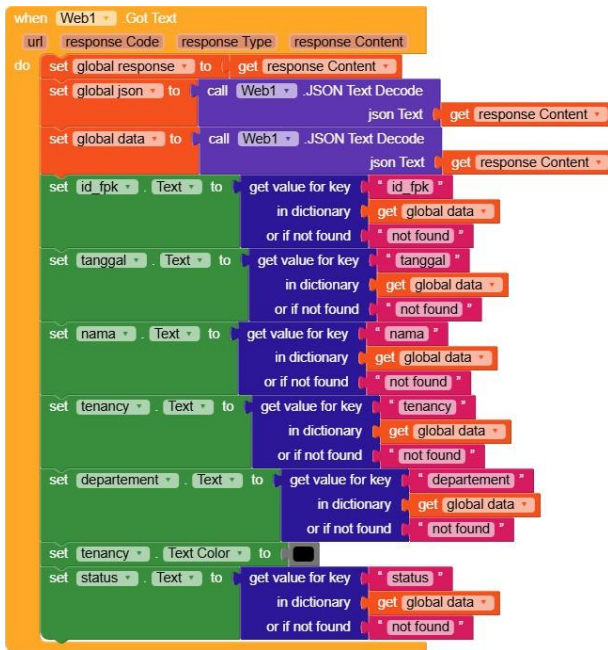 when Web1 .Got Text
url response Code response Type response Content
do set global response to get response Content
set global json to call Web1 .JSON Text Decode
json Text get response Content
set global data to call Web1 .JSON Text Decode
json Text get response Content
set id_fpk . Text to get value for key " id_fpk "
in dictionary get global data
or if not found " not found "
set tanggal . Text to get value for key " tanggal "
in dictionary get global data
or if not found " not found "
set nama . Text to get value for key " nama "
in dictionary get global data
or if not found " not found "
set tenancy . Text to get value for key " tenancy "
in dictionary get global data
or if not found " not found "
set departement . Text to get value for key " departement "
in dictionary get global data
or if not found " not found "
set tenancy . Text Color to
set status . Text to get value for key " status "
in dictionary get global data
or if not found " not found "